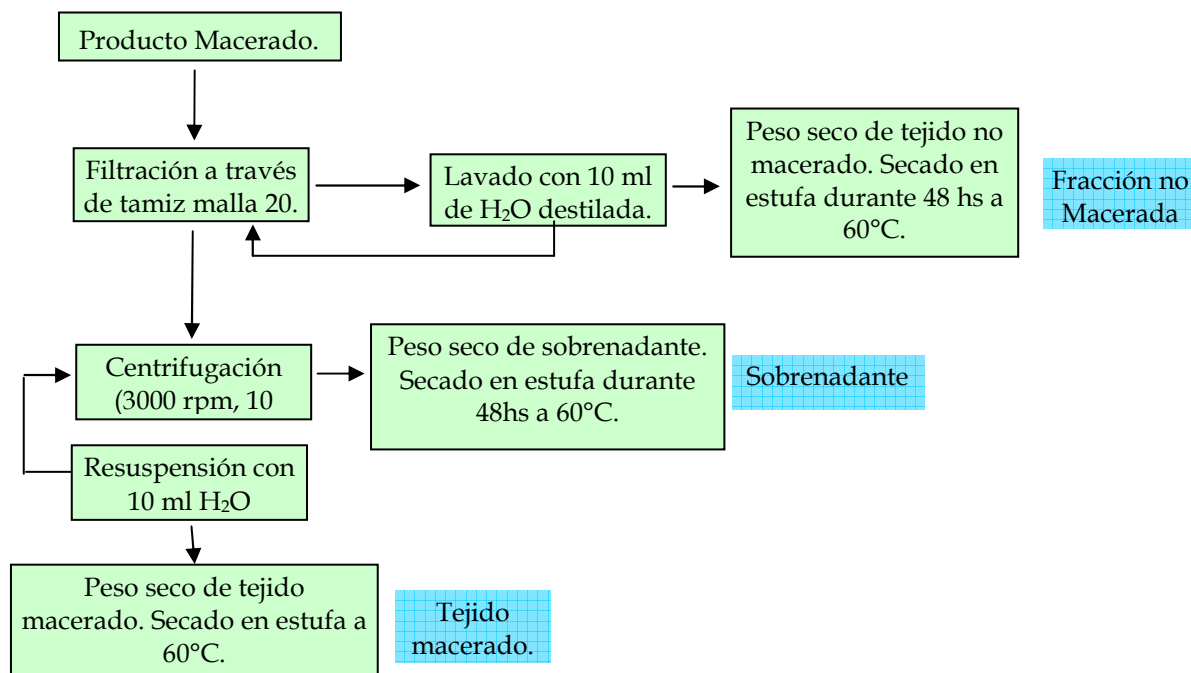 Producto Macerado.
Filtración a través
de tamiz malla 20.
Lavado con 10 ml
de H₂O destilada.
Peso seco de tejido no
macerado. Secado en
estufa durante 48 hs a
60°C.
Fracción no
Macerada
Centrifugación
(3000 rpm, 10
Peso seco de sobrenadante.
Secado en estufa durante
48hs a 60°C.
Sobrenadante
Resuspensión con
10 ml H₂O
Peso seco de tejido
macerado. Secado en estufa a
60°C.
Tejido
macerado.